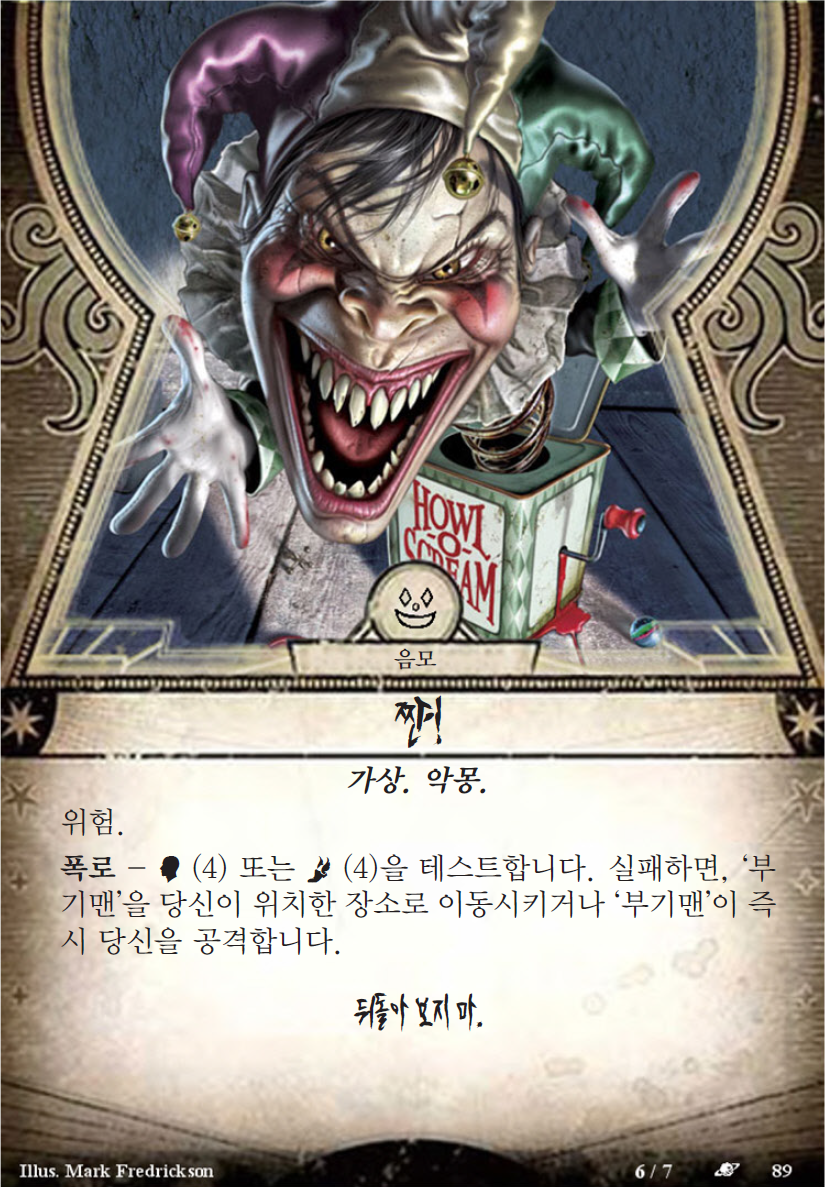 HOWL
-O-
SCREAM
음모
짠!
가상. 악몽.
위험.
폭로 – (4) 또는 (4)을 테스트합니다. 실패하면, ‘부
기맨’을 당신이 위치한 장소로 이동시키거나 ‘부기맨’이 즉
시 당신을 공격합니다.
뒤돌아 보지 마.
Illus. Mark Fredrickson 6 / 7 89